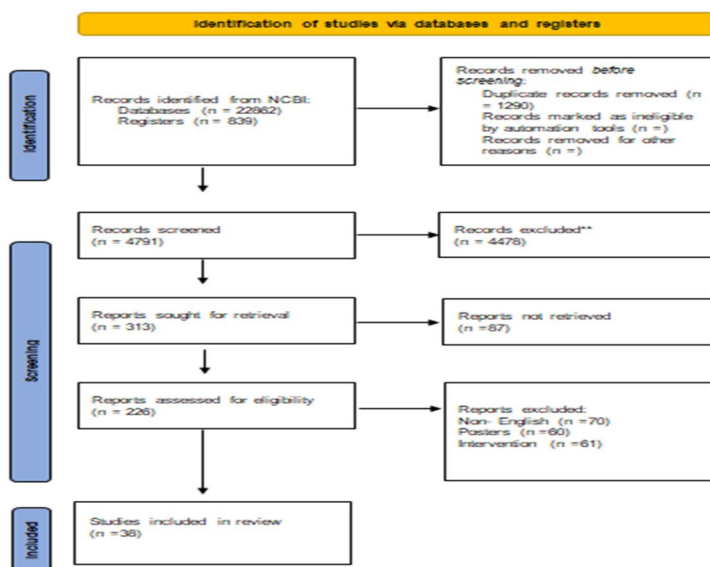 Identification of studies via databases and registers
Identification
Records identified from NCBI:
Databases (n = 22862)
Registers (n = 839)
Records removed before
screening:
Duplicate records removed (n
= 1290)
Records marked as ineligible
by automation tools (n =)
Records removed for other
reasons (n =)
Screening
Records screened
(n = 4791)
Records excluded**
(n = 4478)
Reports sought for retrieval
(n = 313)
Reports not retrieved
(n =87)
Reports assessed for eligibility
(n = 226)
Reports excluded:
Non- English (n =70)
Posters (n =60)
Intervention (n =61)
Included
Studies included in review
(n =38)